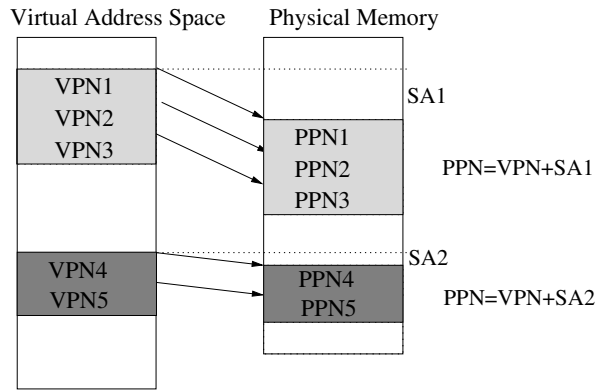 Virtual Address Space
Physical Memory
VPN1
VPN2
VPN3
SA1
PPN1
PPN2
PPN3
PPN=VPN+SA1
VPN4
VPN5
SA2
PPN4
PPN5
PPN=VPN+SA2